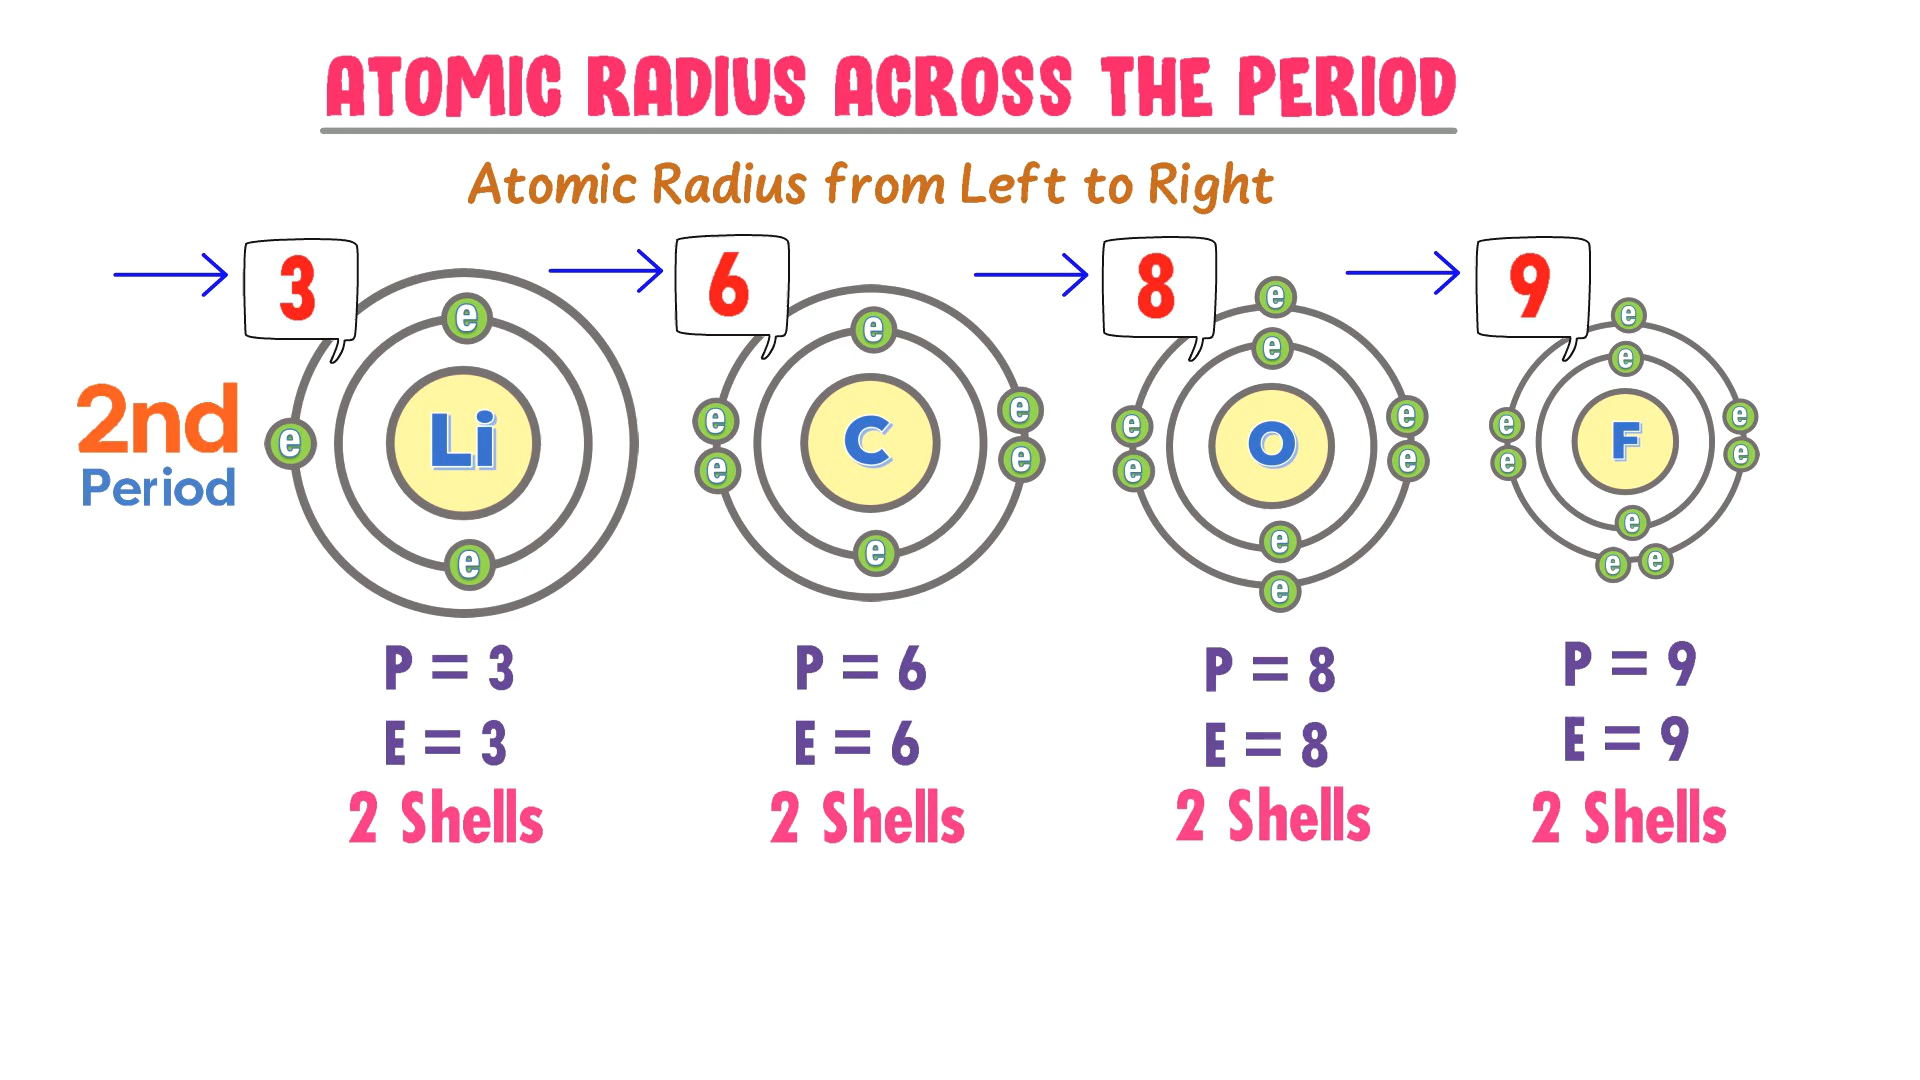 ATOMIC RADIUS ACROSS THE PERIOD
Atomic Radius from Left to Right
3
6
8
9
2nd
Period
e
e
Li
e
e
e
e
C
e
e
e
e
e
e
e
O
e
e
e
e
e
e
e
e
F
e
e
e
e
e
P = 3
E = 3
2 Shells
P = 6
E = 6
2 Shells
P = 8
E = 8
2 Shells
P = 9
E = 9
2 Shells